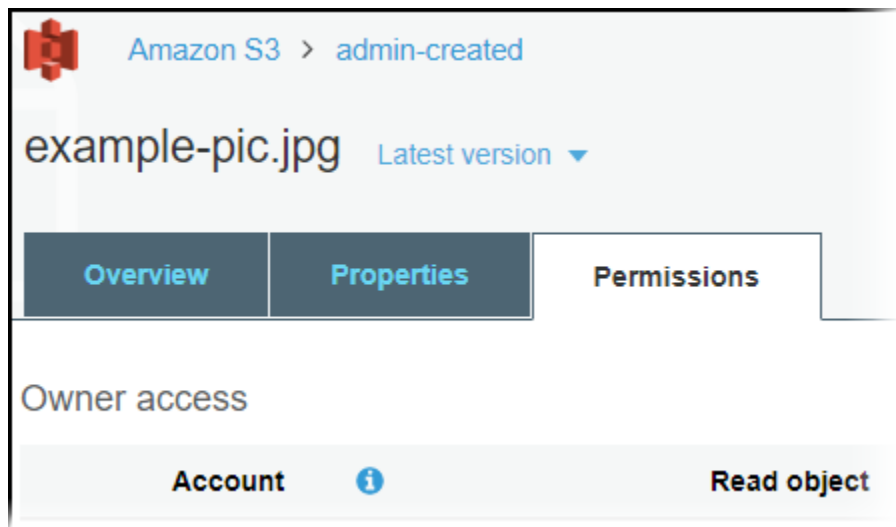 Amazon S3 > admin-created
example-pic.jpg Latest version
Overview Properties Permissions
Owner access
Account Read object